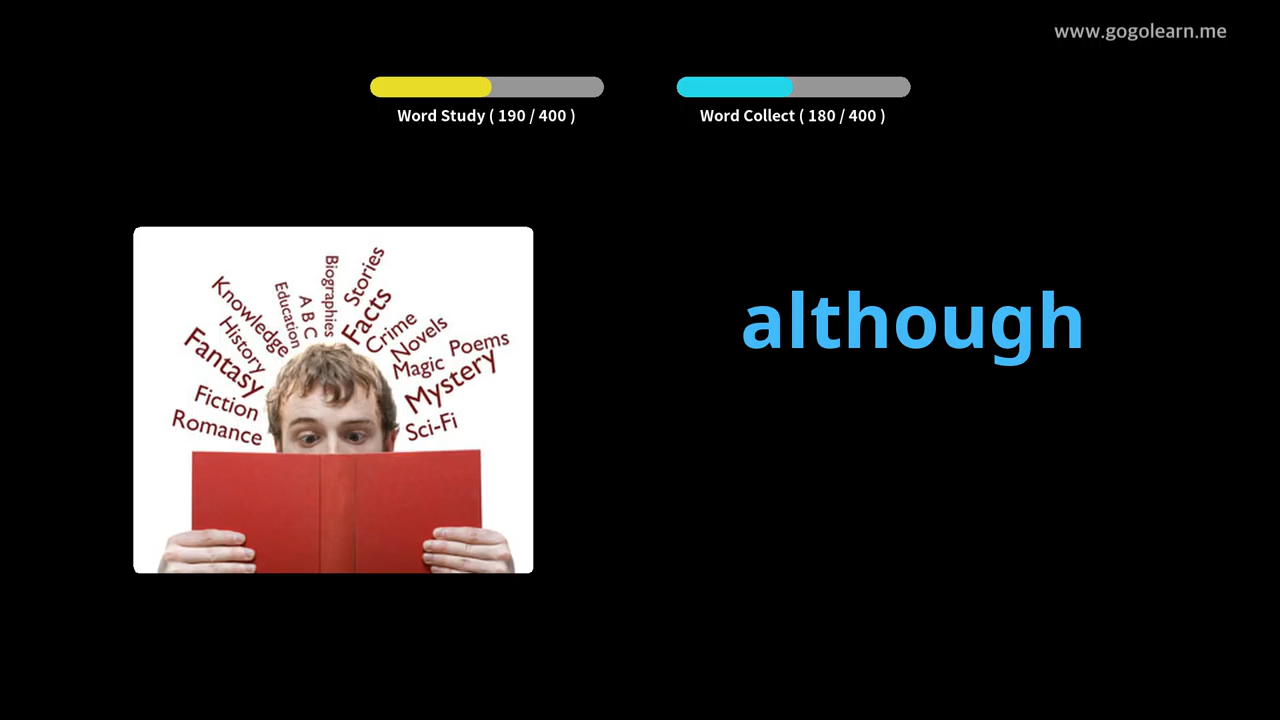 www.gogolearn.me
Word Study ( 190 / 400 )
Word Collect ( 180 / 400 )
although
Romance
Fiction
Fantasy
History
Knowledge
Education
A B C
Biographies
Stories
Facts
Crime
Novels
Magic
Poems
Mystery
Sci-Fi